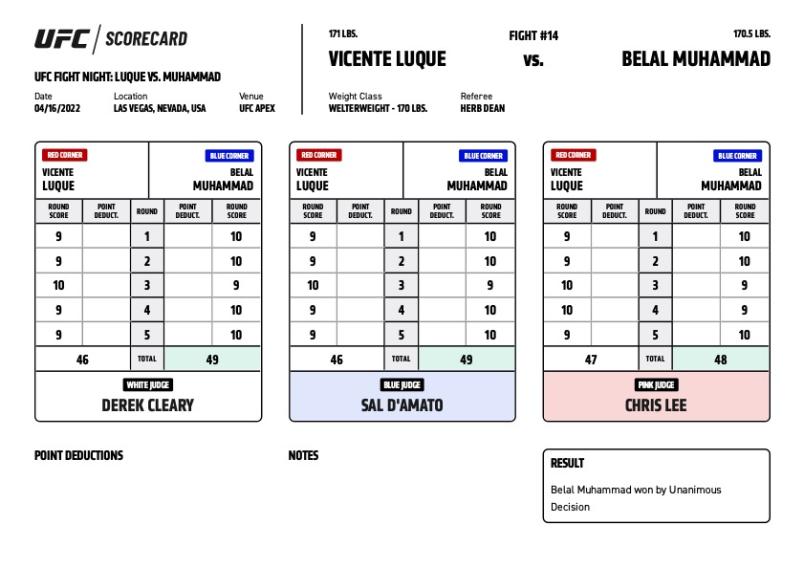 UFC / SCORECARD
UFC FIGHT NIGHT: LUQUE VS. MUHAMMAD
Date Location Venue
04/16/2022 LAS VEGAS, NEVADA, USA UFC APEX
171 LBS. FIGHT #14 170.5 LBS.
VICENTE LUQUE vs. BELAL MUHAMMAD
Weight Class Referee
WELTERWEIGHT - 170 LBS. HERB DEAN
RED CORNER BLUE CORNER
VICENTE BELAL
LUQUE MUHAMMAD
ROUND POINT ROUND POINT ROUND
SCORE DEDUCT. DEDUCT. SCORE
9 1 10
9 2 10
10 3 9
9 4 10
9 5 10
46 TOTAL 49
WHITE JUDGE
DEREK CLEARY
RED CORNER BLUE CORNER
VICENTE BELAL
LUQUE MUHAMMAD
ROUND POINT ROUND POINT ROUND
SCORE DEDUCT. DEDUCT. SCORE
9 1 10
9 2 10
10 3 9
9 4 10
9 5 10
46 TOTAL 49
BLUE JUDGE
SAL D'AMATO
RED CORNER BLUE CORNER
VICENTE BELAL
LUQUE MUHAMMAD
ROUND POINT ROUND POINT ROUND
SCORE DEDUCT. DEDUCT. SCORE
9 1 10
9 2 10
10 3 9
10 4 9
9 5 10
47 TOTAL 48
PINK JUDGE
CHRIS LEE
POINT DEDUCTIONS
NOTES
RESULT
Belal Muhammad won by Unanimous
Decision